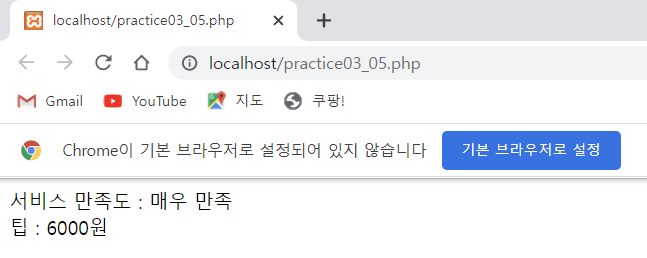 localhost/practice03_05.php
localhost/practice03_05.php
Gmail YouTube 지도 쿠팡!
Chrome이 기본 브라우저로 설정되어 있지 않습니다 기본 브라우저로 설정
서비스 만족도 : 매우 만족
팁 : 6000원